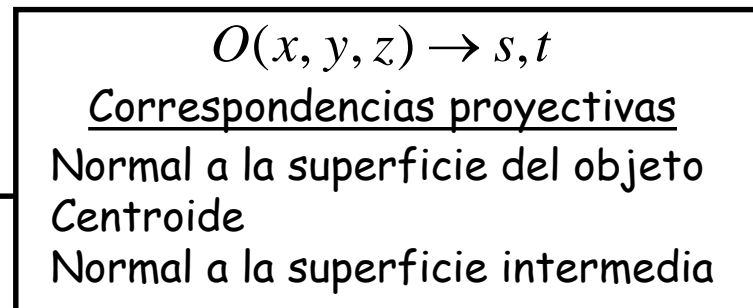 O(x, y, z) → s,t
Correspondencias proyectivas
Normal a la superficie del objeto
Centroide
Normal a la superficie intermedia